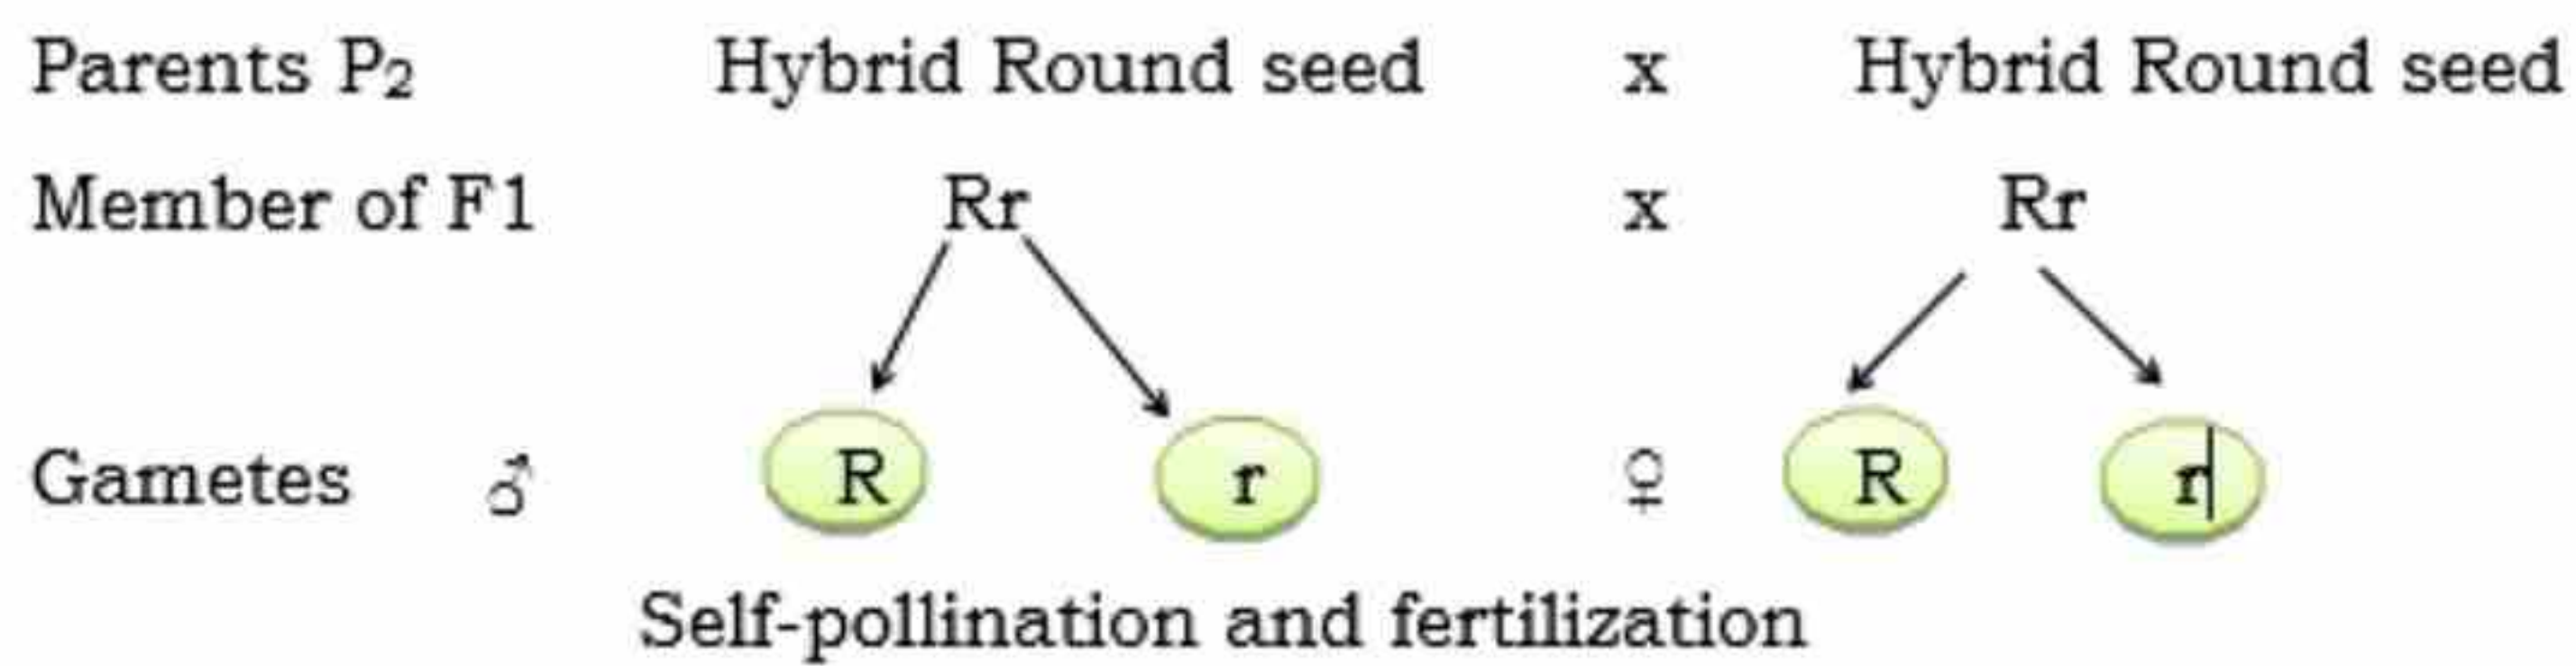 Parents P₂ Hybrid Round seed x Hybrid Round seed
Member of F1 Rr x Rr
Gametes ♂ R r ♀ R r
Self-pollination and fertilization